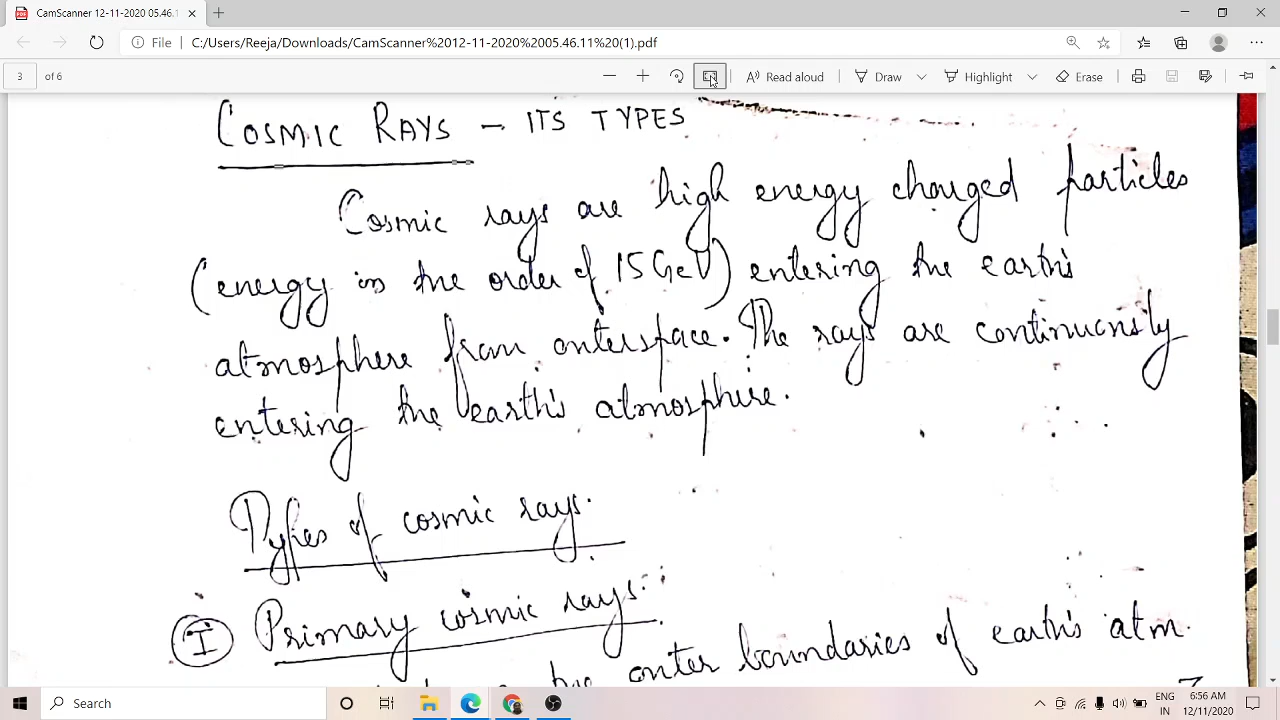 CamScanner 12-11-2020 05.46.1
File C:/Users/Reeja/Downloads/CamScanner%2012-11-2020%2005.46.11%20(1).pdf
3 of 6 Read aloud Draw Highlight Erase
COSMIC RAYS - ITS TYPES
Cosmic rays are high energy charged particles
(energy in the order of 15 GeV) entering the earth's
atmosphere from outerspace. The rays are continuously
entering the earth's atmosphere.
Types of cosmic rays.
I Primary cosmic rays:
outer boundaries of earth's atm.
Search
ENG 6:56 AM
IN 12/11/2020